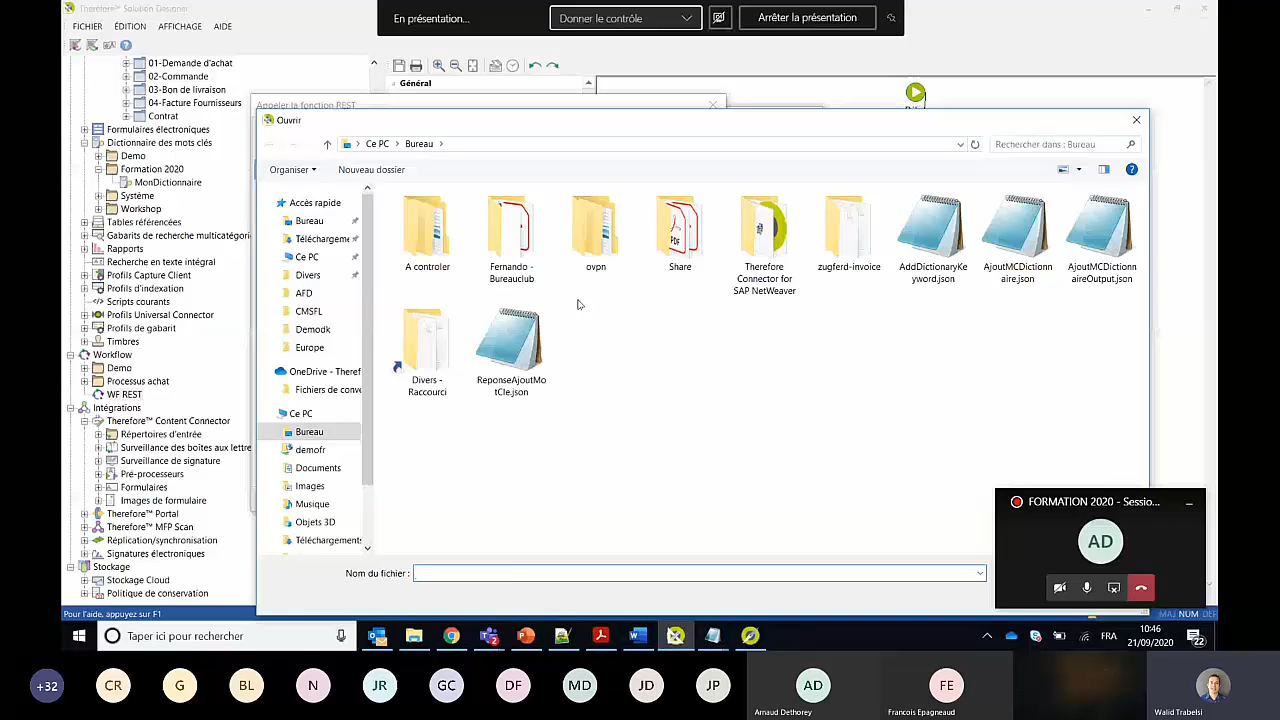 Therefore™ Solution Designer
En présentation...
Donner le contrôle
Arrêter la présentation
FICHIER
ÉDITION
AFFICHAGE
AIDE
01-Demande d'achat
02-Commande
03-Bon de livraison
04-Facture Fournisseurs
Contrat
Formulaires électroniques
Dictionnaire des mots clés
Demo
Formation 2020
MonDictionnaire
Système
Workshop
Tables référencées
Gabarits de recherche multicatégori
Rapports
Recherche en texte intégral
Profils Capture Client
Profils d'indexation
Scripts courants
Profils Universal Connector
Profils de gabarit
Timbres
Workflow
Demo
Processus achat
WF REST
Intégrations
Therefore™ Content Connector
Répertoires d'entrée
Surveillance des boîtes aux lettre
Surveillance de signature
Pré-processeurs
Formulaires
Images de formulaire
Therefore™ Portal
Therefore™ MFP Scan
Réplication/synchronisation
Signatures électroniques
Stockage
Stockage Cloud
Politique de conservation
Pour l'aide, appuyez sur F1
Général
Appeler la fonction REST
Ouvrir
Ce PC
Bureau
Rechercher dans : Bureau
Organiser
Nouveau dossier
Accès rapide
Bureau
Téléchargeme
Ce PC
Divers
AFD
CMSFL
Demodk
Europe
OneDrive - Theref
Fichiers de conve
Ce PC
Bureau
demofr
Documents
Images
Musique
Objets 3D
Téléchargements
A controler
Fernando -
Bureauclub
ovpn
Share
PDF
Therefore
Connector for
SAP NetWeaver
zugferd-invoice
AddDictionaryKe
yword.json
AjoutMCDictionn
aire.json
AjoutMCDictionn
aireOutput.json
Divers -
Raccourci
ReponseAjoutMo
tCle.json
Nom du fichier :
FORMATION 2020 - Sessio...
AD
MAJ NUM DÉF
Taper ici pour rechercher
FRA
10:46
21/09/2020
22
+32
CR
G
BL
N
JR
GC
DF
MD
JD
JP
AD
Arnaud Dethorey
FE
Francois Epagneaud
Walid Trabelsi